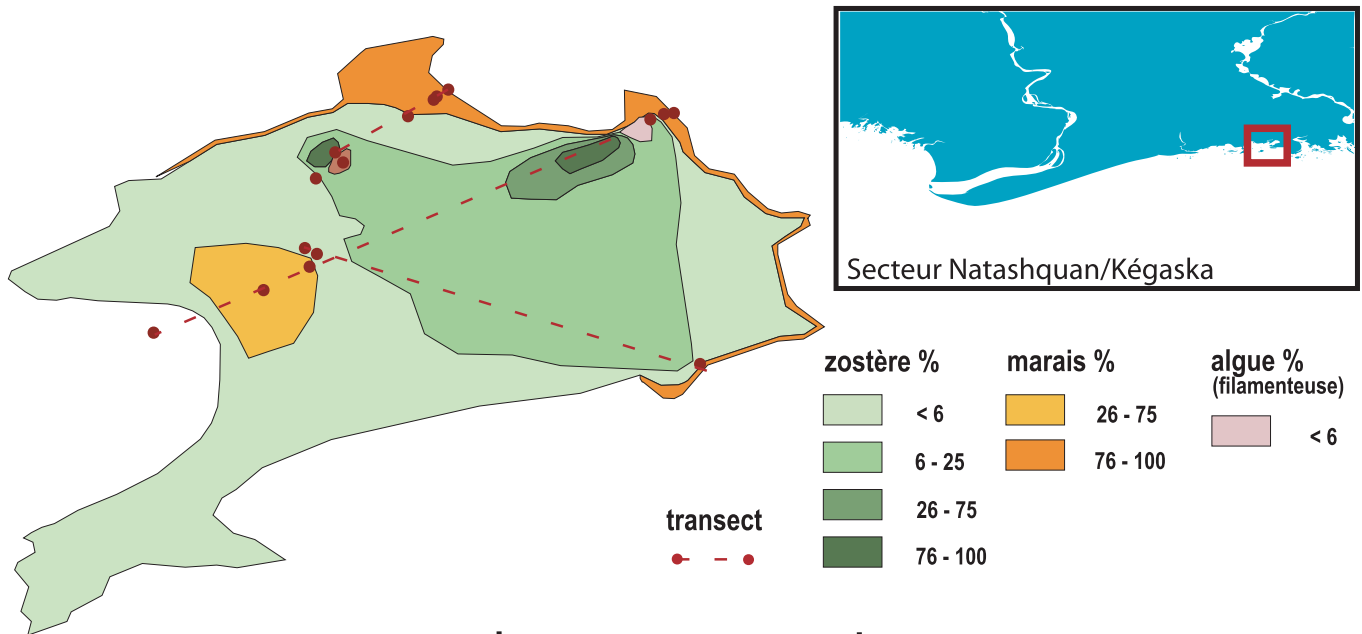 Secteur Natashquan/Kégaska
zostère %
< 6
6 - 25
26 - 75
76 - 100
marais %
26 - 75
76 - 100
algue %
(filamenteuse)
< 6
transect